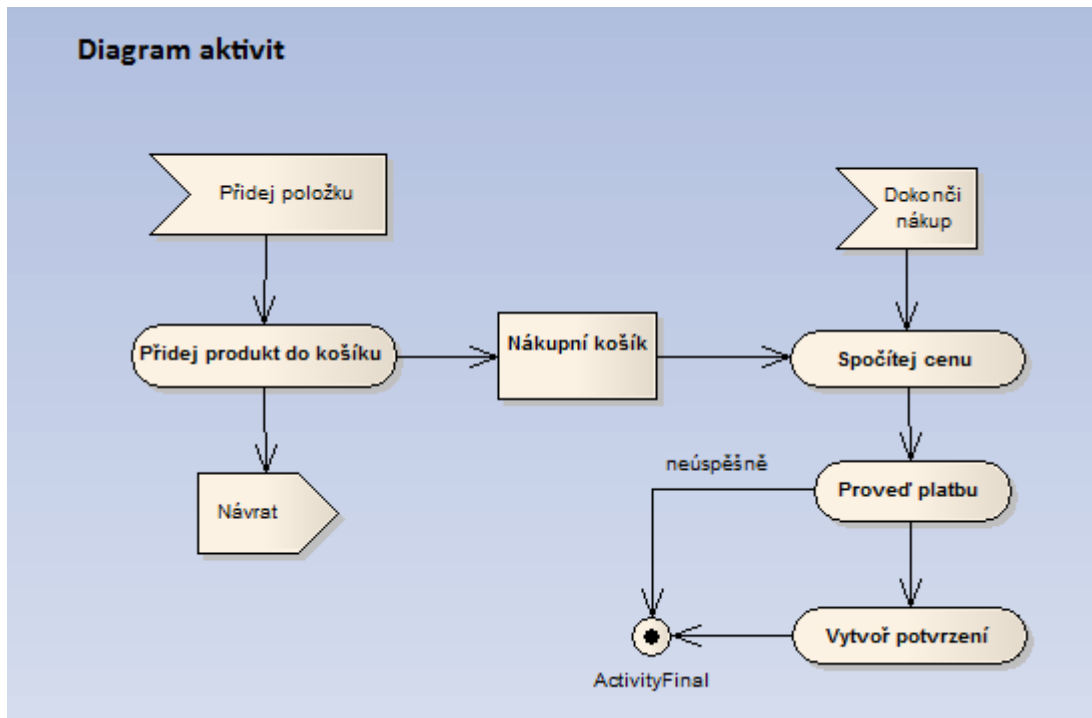 Diagram aktivit
Přidej položku
Dokonči
nákup
Přidej produkt do košíku
Nákupní košík
Spočítej cenu
neúspěšně
Proveď platbu
Návrat
Vytvoř potvrzení
ActivityFinal